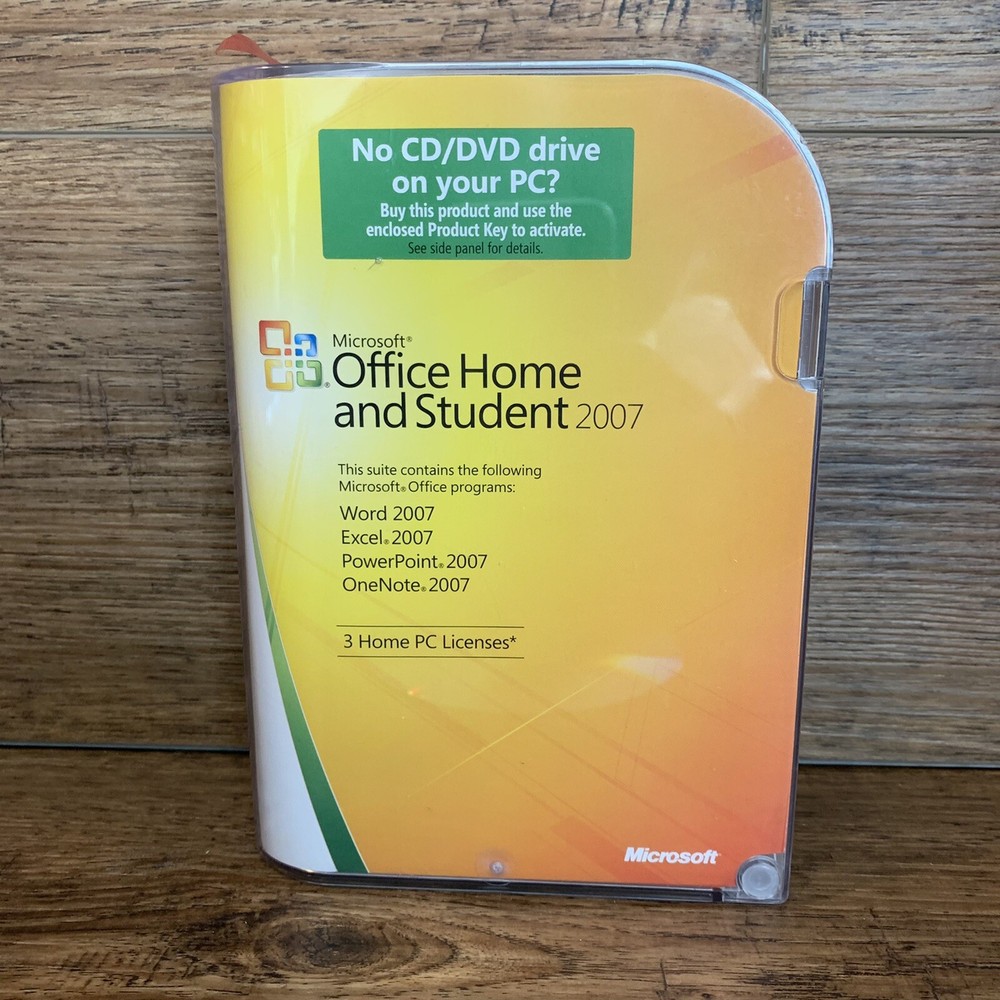 No CD/DVD drive
on your PC?
Buy this product and use the
enclosed Product Key to activate.
See side panel for details.
Microsoft®
Office Home
and Student 2007
This suite contains the following
Microsoft® Office programs:
Word 2007
Excel® 2007
PowerPoint® 2007
OneNote® 2007
3 Home PC Licenses*
Microsoft